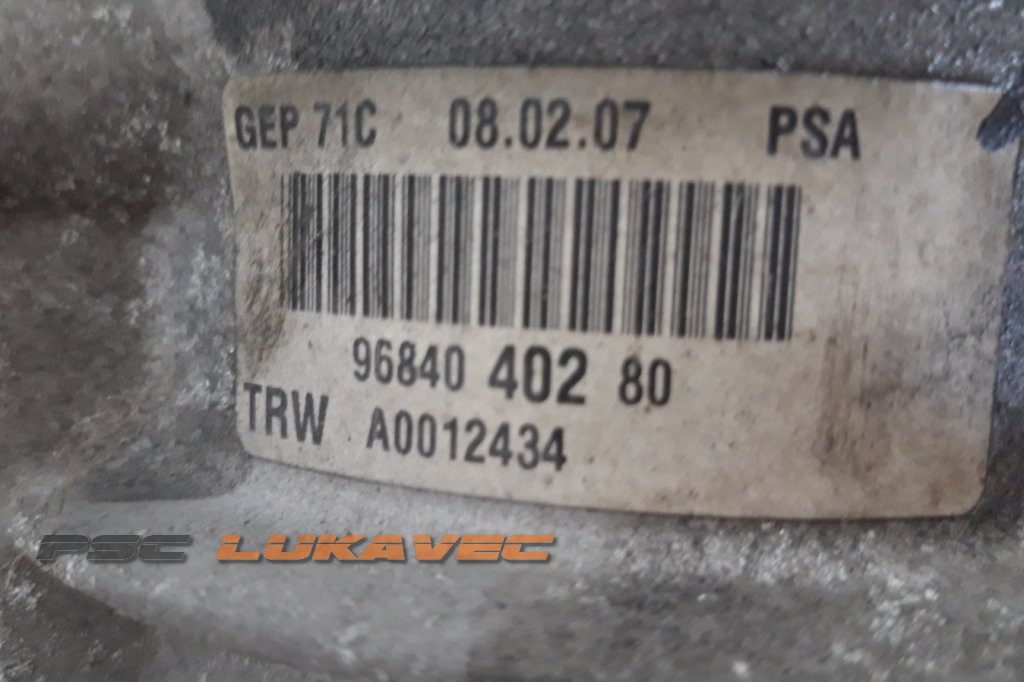 GEP 71C 08.02.07 PSA
96840 402 80
TRW A0012434
PSC LUKAVEC